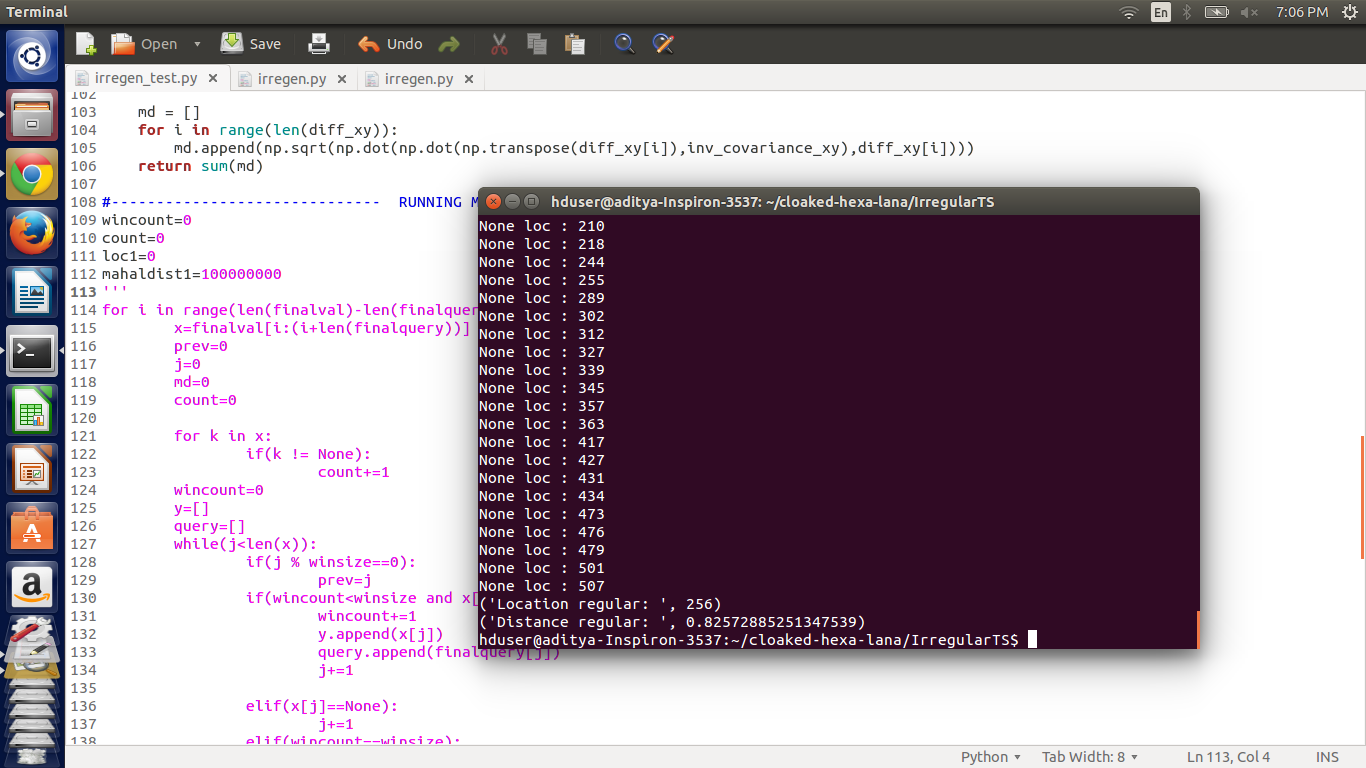 Terminal
En
7:06 PM
Open
Save
Undo
irregen_test.py
irregen.py
irregen.py
102
103 md = []
104 for i in range(len(diff_xy)):
105 md.append(np.sqrt(np.dot(np.dot(np.transpose(diff_xy[i]),inv_covariance_xy),diff_xy[i])))
106 return sum(md)
107
108 #------------------------------ RUNNING M
109 wincount=0
110 count=0
111 loc1=0
112 mahaldist1=100000000
113 '''
114 for i in range(len(finalval)-len(finalquer
115 x=finalval[i:(i+len(finalquery))]
116 prev=0
117 j=0
118 md=0
119 count=0
120
121 for k in x:
122 if(k != None):
123 count+=1
124 wincount=0
125 y=[]
126 query=[]
127 while(j<len(x)):
128 if(j % winsize==0):
129 prev=j
130 if(wincount<winsize and x[
131 wincount+=1
132 y.append(x[j])
133 query.append(finalquery[j])
134 j+=1
135
136 elif(x[j]==None):
137 j+=1
138 elif(wincount==winsize):
hduser@aditya-Inspiron-3537: ~/cloaked-hexa-lana/IrregularTS
None loc : 210
None loc : 218
None loc : 244
None loc : 255
None loc : 289
None loc : 302
None loc : 312
None loc : 327
None loc : 339
None loc : 345
None loc : 357
None loc : 363
None loc : 417
None loc : 427
None loc : 431
None loc : 434
None loc : 473
None loc : 476
None loc : 479
None loc : 501
None loc : 507
('Location regular: ', 256)
('Distance regular: ', 0.82572885251347539)
hduser@aditya-Inspiron-3537:~/cloaked-hexa-lana/IrregularTS$
Python
Tab Width: 8
Ln 113, Col 4
INS